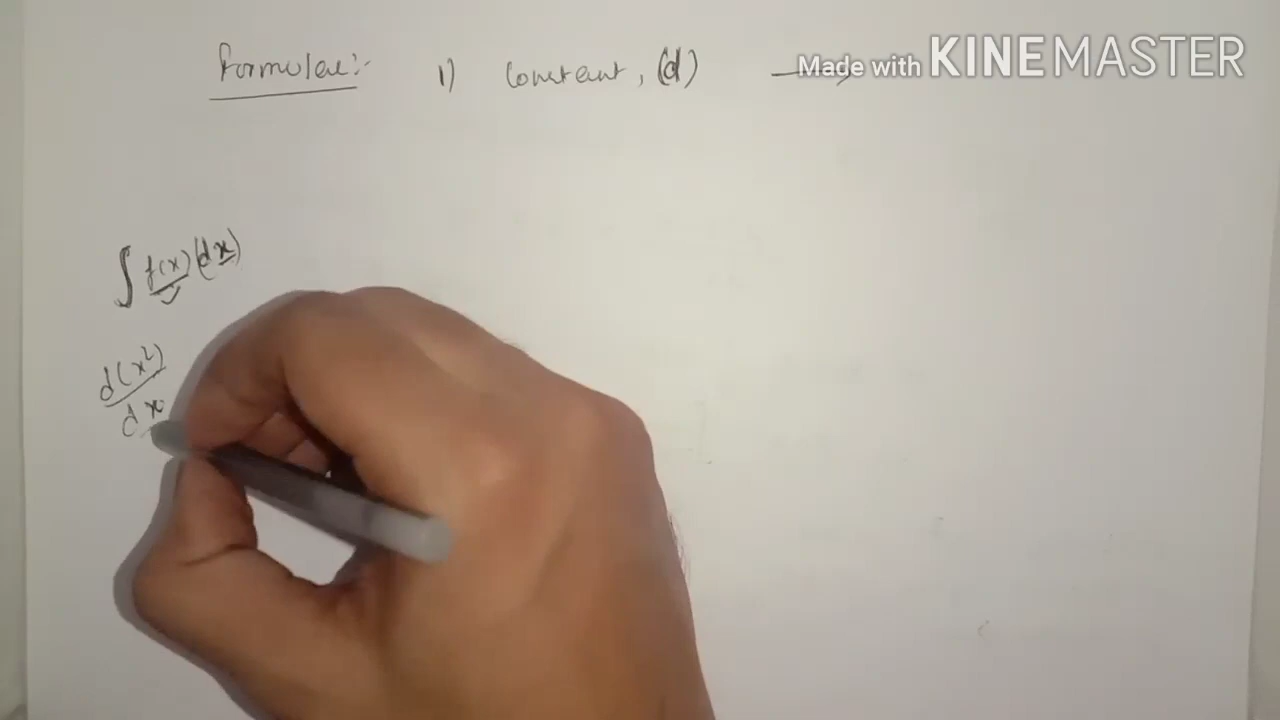 Formulae:- 1) Constant, (d) →
Made with KINEMASTER
∫ f(x) (dx)
d(x²)
dx